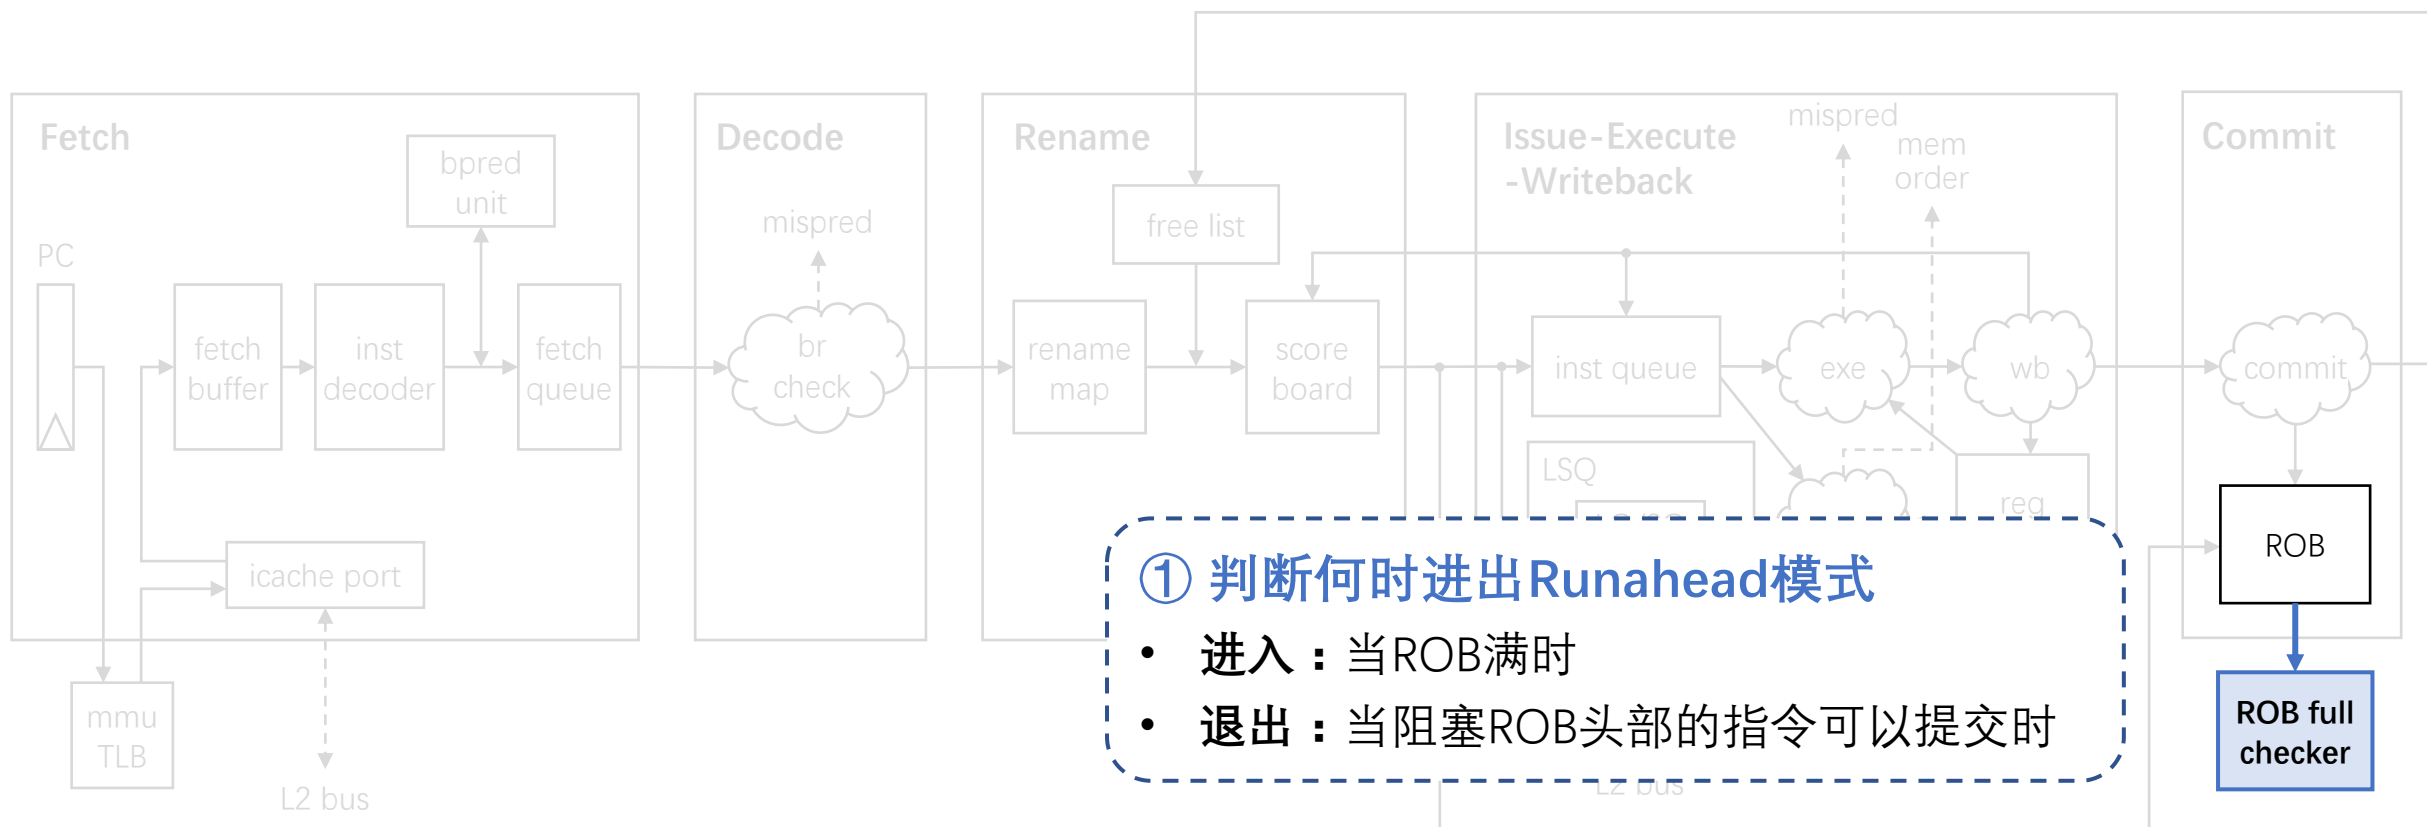 Fetch
bpred
unit
PC
fetch
buffer
inst
decoder
fetch
queue
icache port
mmu
TLB
L2 bus
Decode
mispred
br
check
Rename
free list
rename
map
score
board
Issue-Execute
-Writeback
mispred
mem
order
inst queue
exe
wb
LSQ
reg
Commit
commit
ROB
ROB full
checker
① 判断何时进出Runahead模式
• 进入：当ROB满时
• 退出：当阻塞ROB头部的指令可以提交时
L2 bus